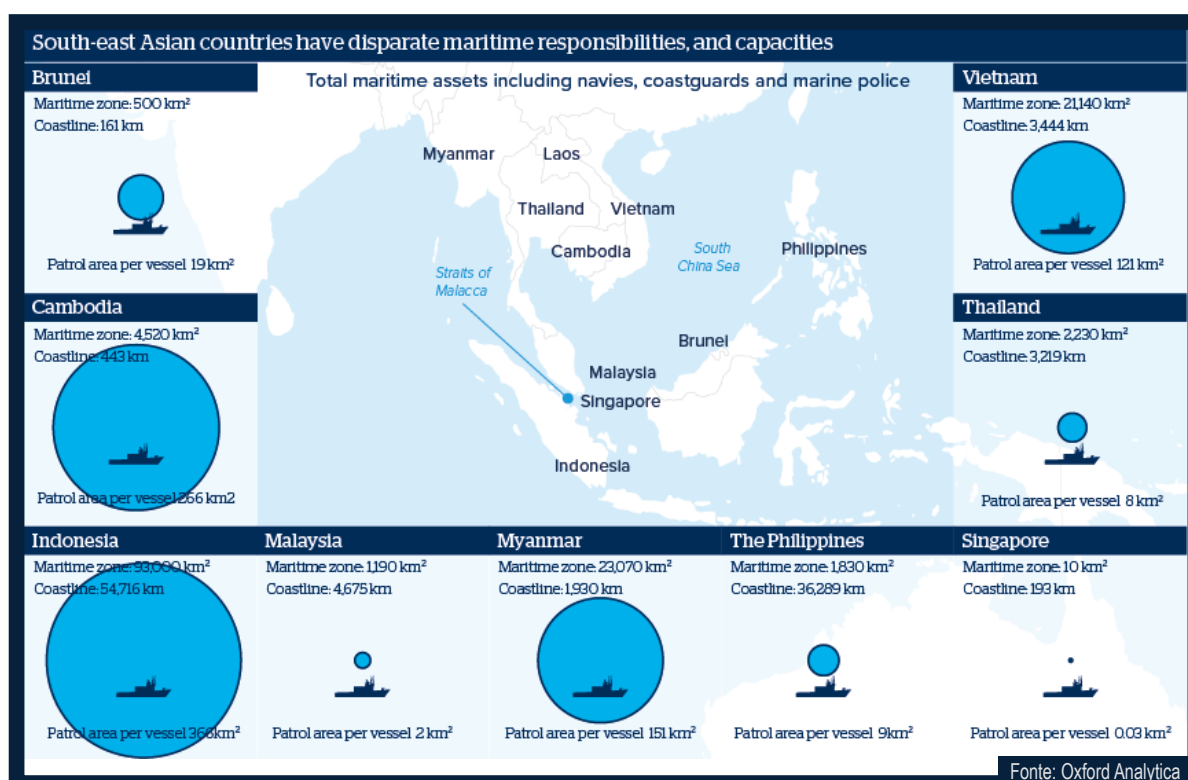 South-east Asian countries have disparate maritime responsibilities, and capacities
Total maritime assets including navies, coastguards and marine police
Brunei
Maritime zone: 500 km²
Coastline: 161 km
Patrol area per vessel 19 km²
Cambodia
Maritime zone: 4,520 km²
Coastline: 443 km
Patrol area per vessel 266 km2
Myanmar
Laos
Thailand
Vietnam
Cambodia
South
China Sea
Philippines
Straits of
Malacca
Brunei
Malaysia
Singapore
Indonesia
Vietnam
Maritime zone: 21,140 km²
Coastline: 3,444 km
Patrol area per vessel 121 km²
Thailand
Maritime zone: 2,230 km²
Coastline: 3,219 km
Patrol area per vessel 8 km²
Indonesia
Maritime zone: 93,000 km²
Coastline: 54,716 km
Patrol area per vessel 366km²
Malaysia
Maritime zone: 1,190 km²
Coastline: 4,675 km
Patrol area per vessel 2 km²
Myanmar
Maritime zone: 23,070 km²
Coastline: 1,930 km
Patrol area per vessel 151 km²
The Philippines
Maritime zone: 1,830 km²
Coastline: 36,289 km
Patrol area per vessel 9km²
Singapore
Maritime zone: 10 km²
Coastline: 193 km
Patrol area per vessel 0.03 km²
Fonte: Oxford Analytica